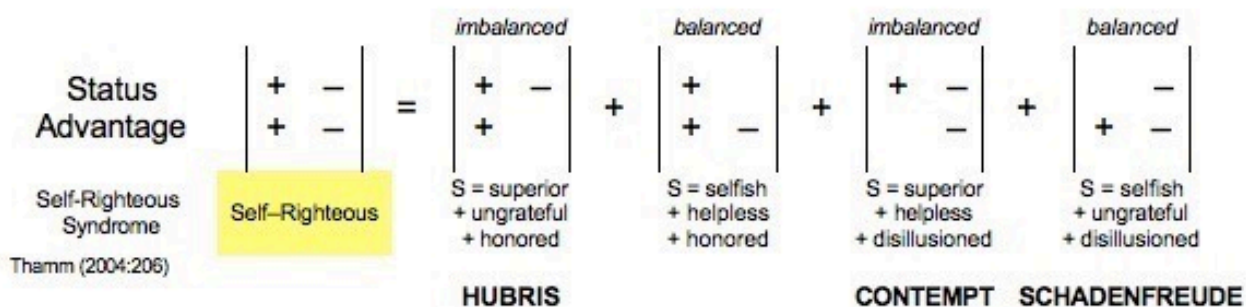 imbalanced balanced imbalanced balanced
Status Advantage
+ – + – + + – –
+ – = + + + – + – + + –
Self-Righteous Syndrome
Self–Righteous
S = superior S = selfish S = superior S = selfish
+ ungrateful + helpless + helpless + ungrateful
+ honored + honored + disillusioned + disillusioned
Thamm (2004:206)
HUBRIS CONTEMPT SCHADENFREUDE